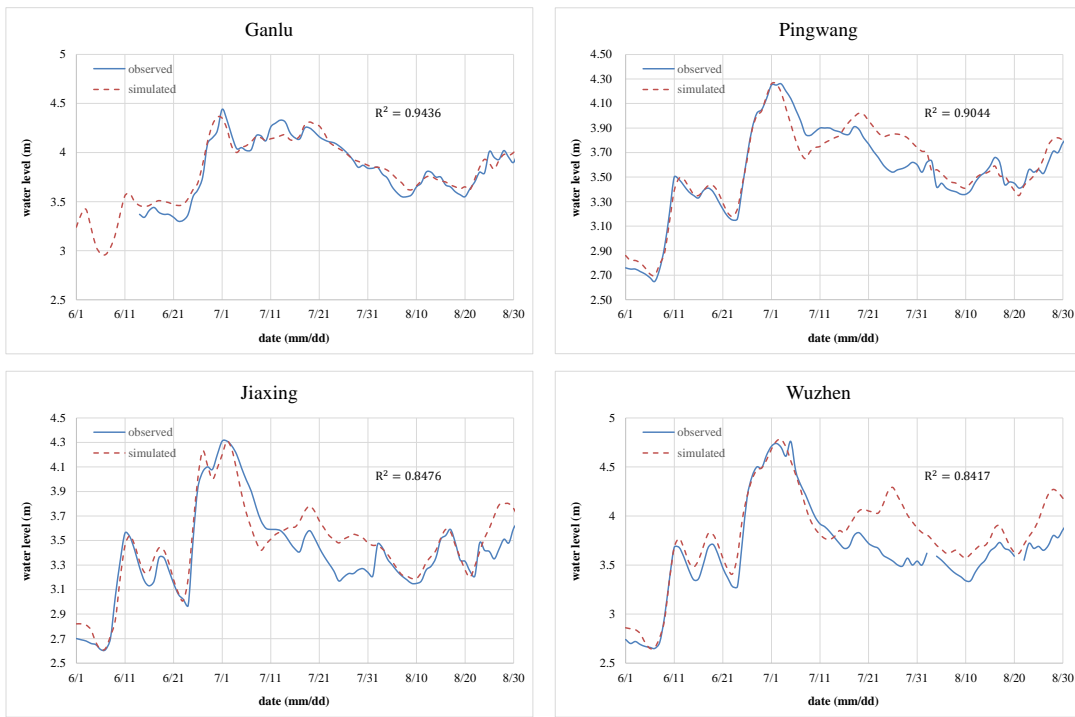 Ganlu
observed
simulated
R² = 0.9436
water level (m)
5
4.5
4
3.5
3
2.5
6/1 6/11 6/21 7/1 7/11 7/21 7/31 8/10 8/20 8/30
date (mm/dd)
Pingwang
observed
simulated
R² = 0.9044
water level (m)
4.50
4.30
4.10
3.90
3.70
3.50
3.30
3.10
2.90
2.70
2.50
6/1 6/11 6/21 7/1 7/11 7/21 7/31 8/10 8/20 8/30
date (mm/dd)
Jiaxing
observed
simulated
R² = 0.8476
water level (m)
4.5
4.3
4.1
3.9
3.7
3.5
3.3
3.1
2.9
2.7
2.5
6/1 6/11 6/21 7/1 7/11 7/21 7/31 8/10 8/20 8/30
date (mm/dd)
Wuzhen
observed
simulated
R² = 0.8417
water level (m)
5
4.5
4
3.5
3
2.5
6/1 6/11 6/21 7/1 7/11 7/21 7/31 8/10 8/20 8/30
date (mm/dd)